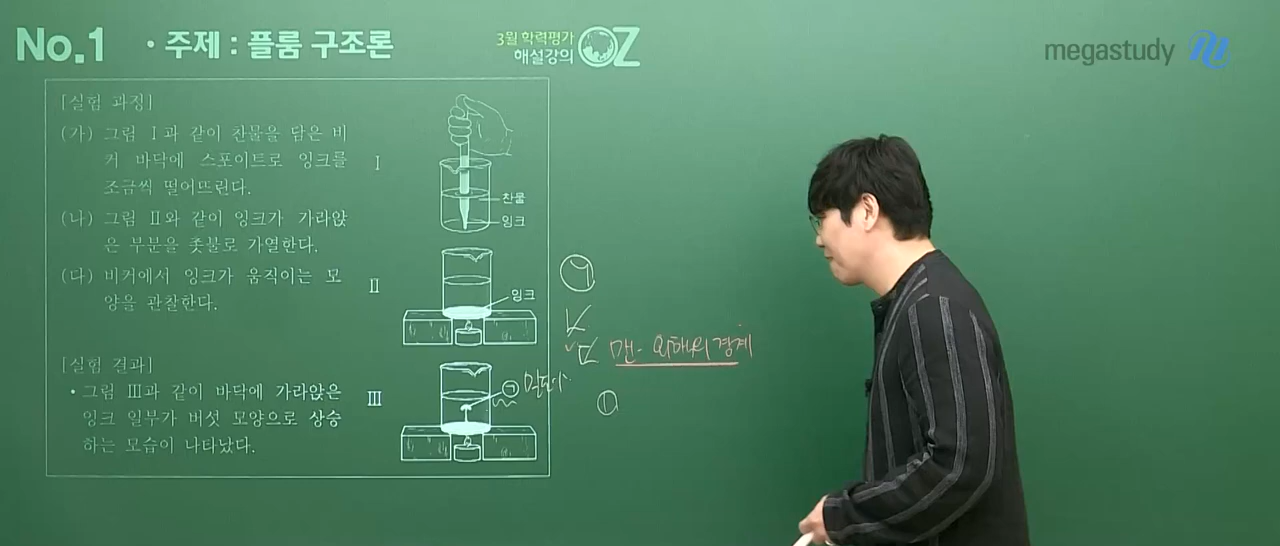 No.1
• 주제 : 플룸 구조론
3월 학력평가
해설강의 OZ
megastudy
[실험 과정]
(가) 그림 Ⅰ과 같이 찬물을 담은 비
커 바닥에 스포이트로 잉크를
조금씩 떨어뜨린다.
(나) 그림 Ⅱ와 같이 잉크가 가라앉
은 부분을 촛불로 가열한다.
(다) 비커에서 잉크가 움직이는 모
양을 관찰한다.
[실험 결과]
• 그림 Ⅲ과 같이 바닥에 가라앉은
잉크 일부가 버섯 모양으로 상승
하는 모습이 나타났다.
Ⅰ
찬물
잉크
Ⅱ
잉크
Ⅲ
㉠ 밀도
맨- 외핵의 경계